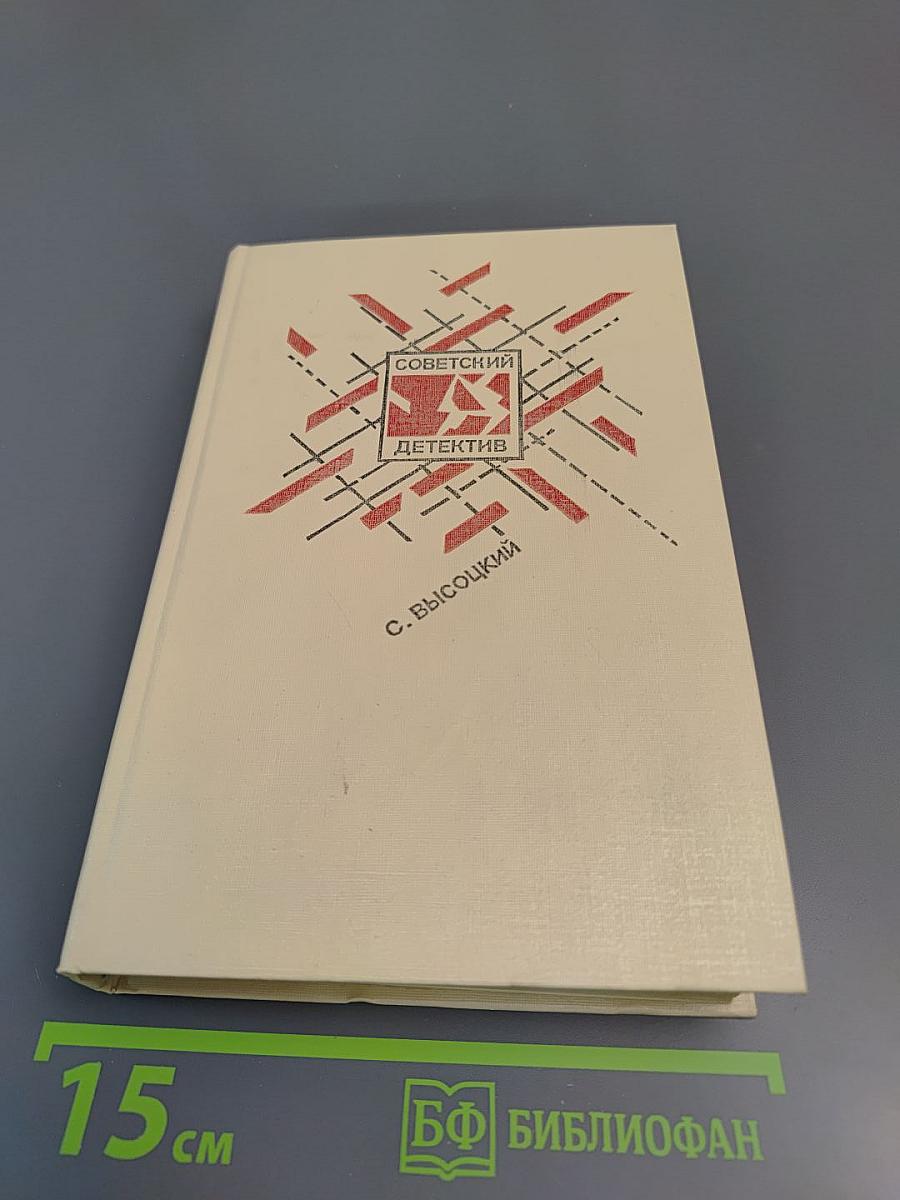 СОВЕТСКИЙ
ДЕТЕКТИВ
С. ВЫСОЦКИЙ
15 см
БФ БИБЛИОФАН